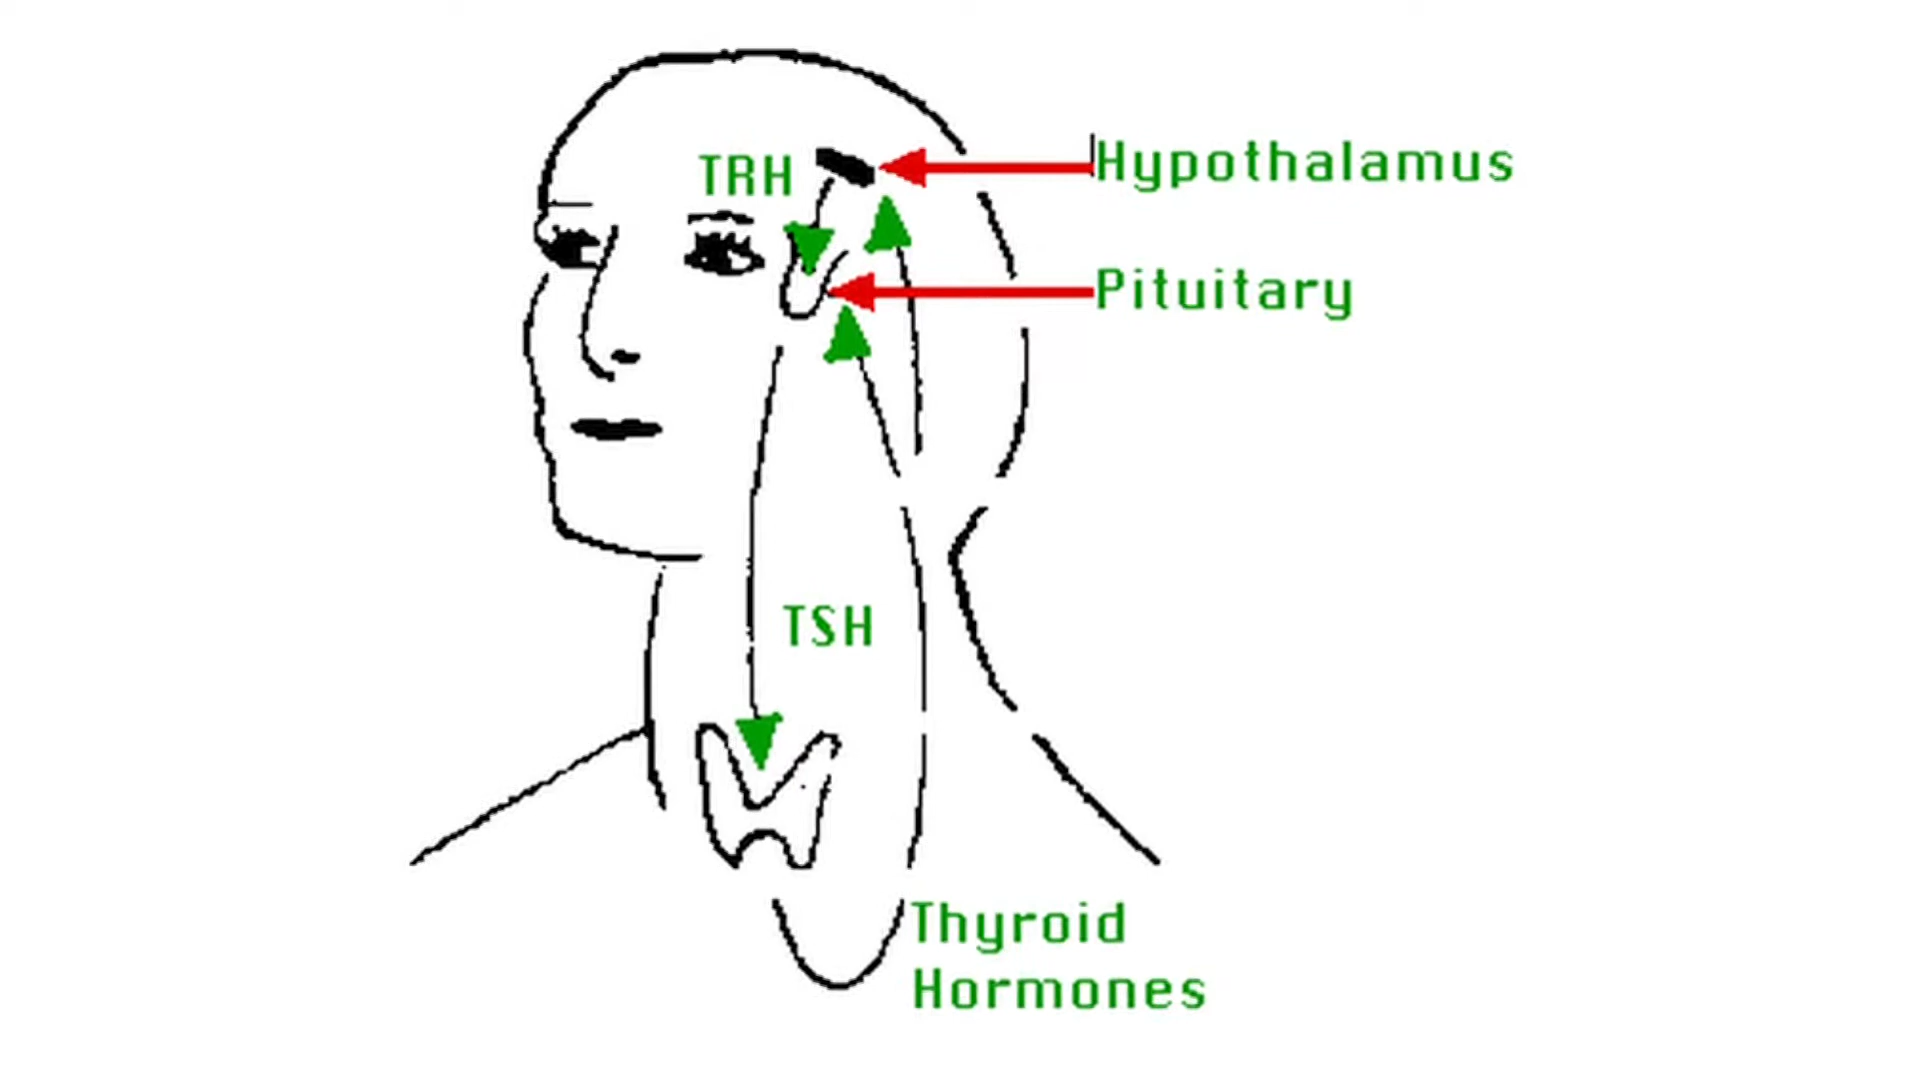 TRH
Hypothalamus
Pituitary
TSH
Thyroid
Hormones